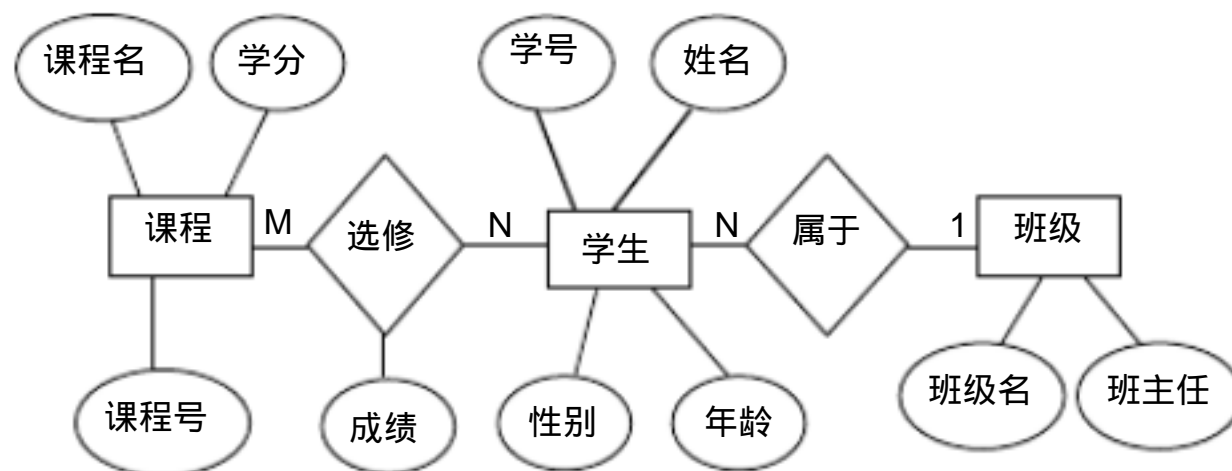 课程名
学分
学号
姓名
课程
M
选修
N
学生
N
属于
1
班级
课程号
成绩
性别
年龄
班级名
班主任